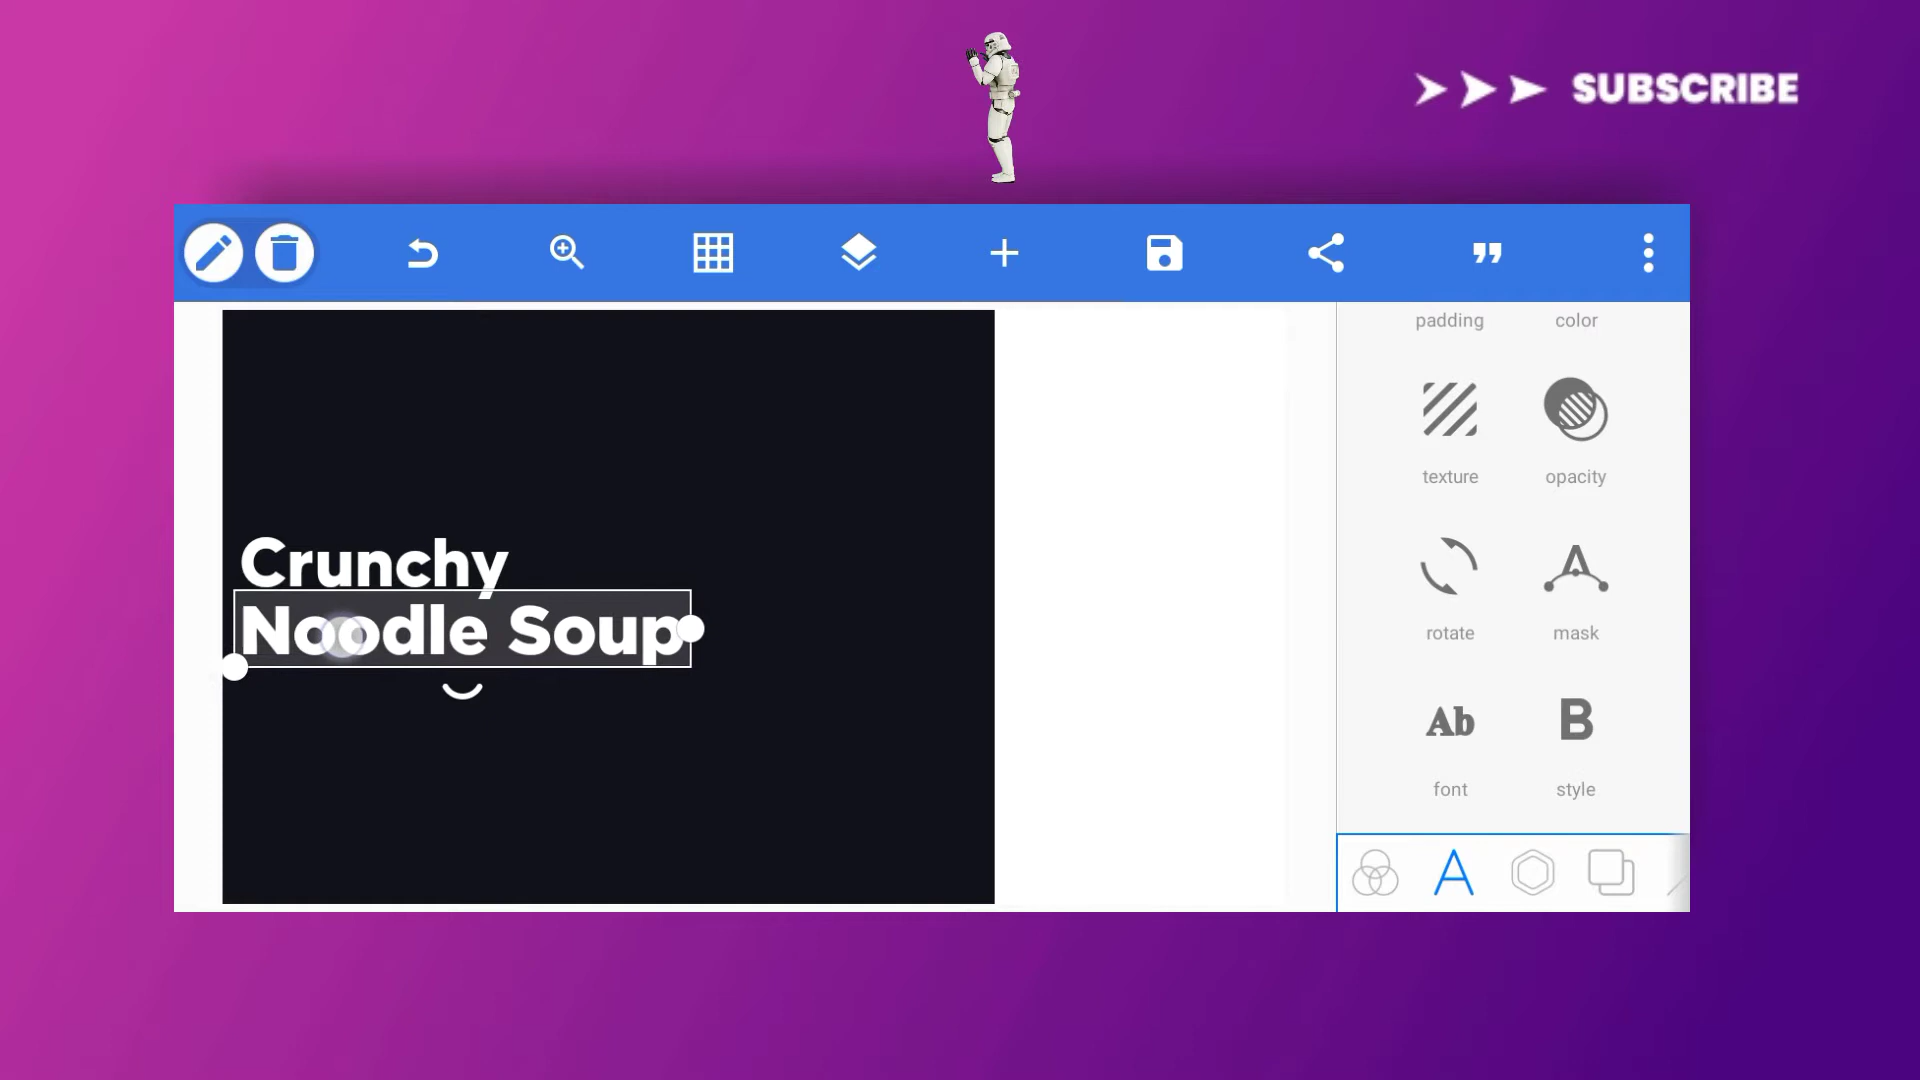 SUBSCRIBE
padding color
texture opacity
Crunchy
Noodle Soup
rotate mask
Ab B
font style